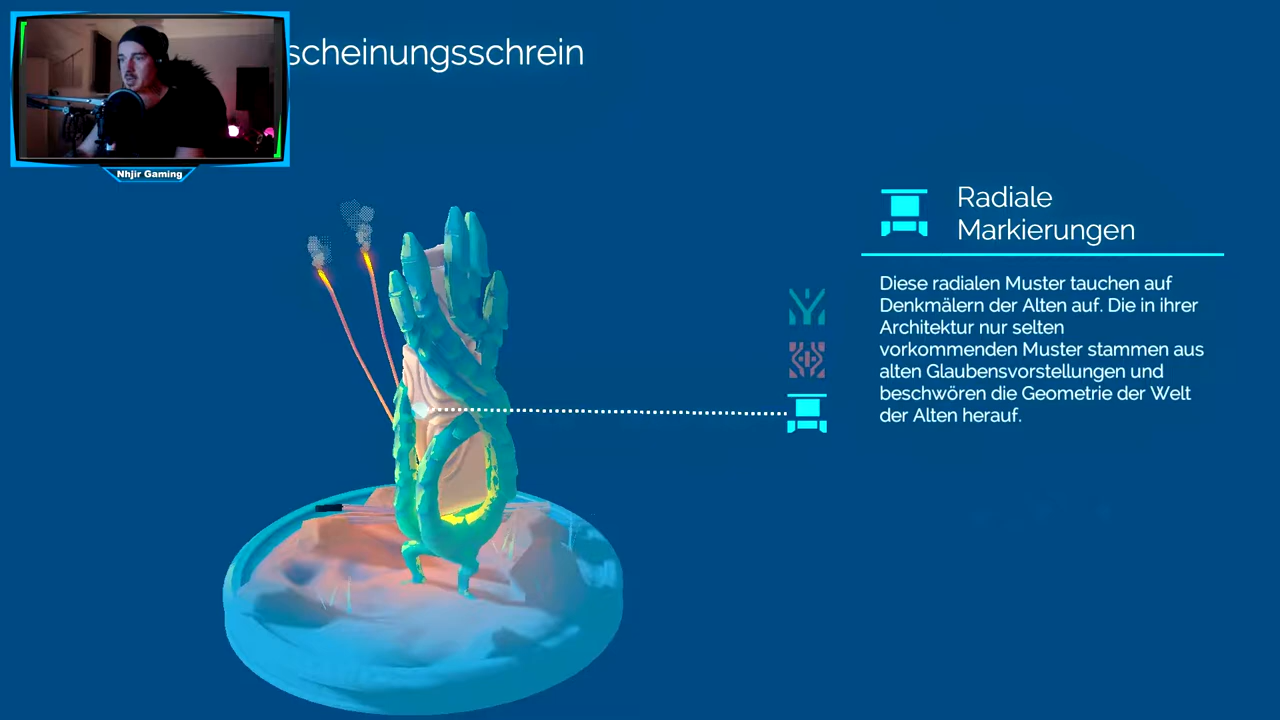 scheinungsschrein
Nhjir Gaming
Radiale
Markierungen
Diese radialen Muster tauchen auf
Denkmälern der Alten auf. Die in ihrer
Architektur nur selten
vorkommenden Muster stammen aus
alten Glaubensvorstellungen und
beschwören die Geometrie der Welt
der Alten herauf.